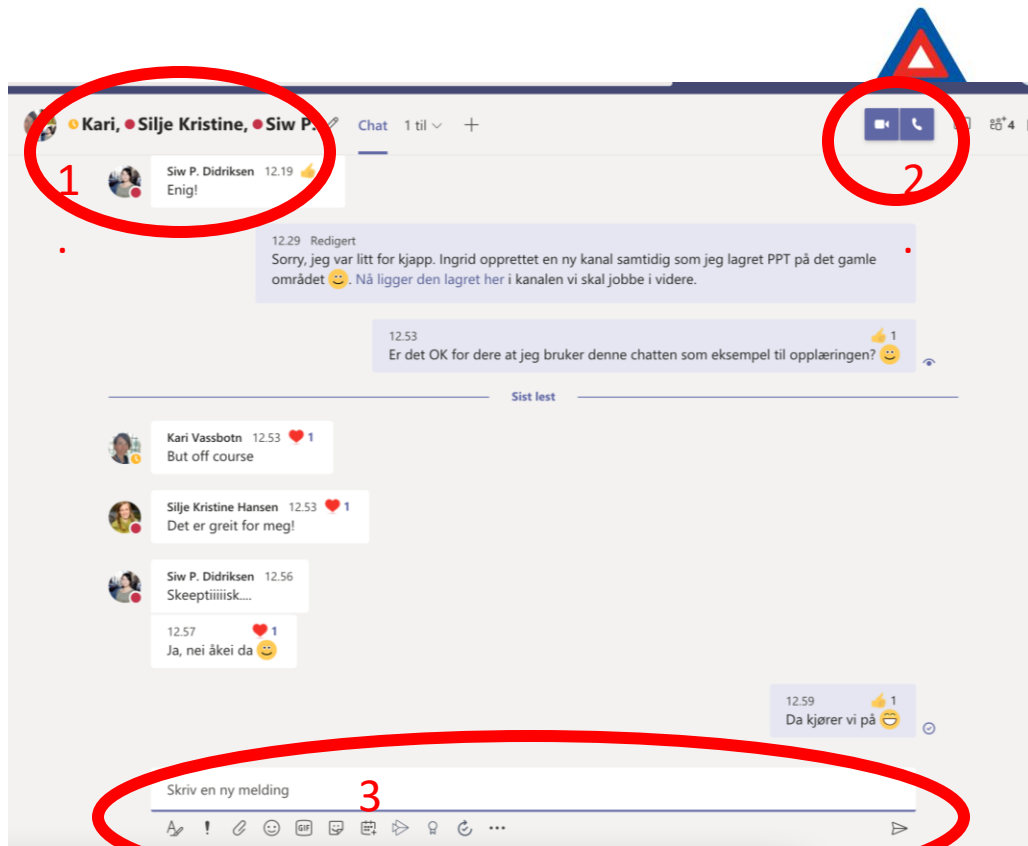 Kari, Silje Kristine, Siw P. Chat 1 til 4
1 2
Siw P. Didriksen 12.19
Enig!
12.29 Redigert
Sorry, jeg var litt for kjapp. Ingrid opprettet en ny kanal samtidig som jeg lagret PPT på det gamle
området . Nå ligger den lagret her i kanalen vi skal jobbe i videre.
12.53 1
Er det OK for dere at jeg bruker denne chatten som eksempel til opplæringen?
Sist lest
Kari Vassbotn 12.53 1
But off course
Silje Kristine Hansen 12.53 1
Det er greit for meg!
Siw P. Didriksen 12.56
Skeeptiiiiisk....
12.57 1
Ja, nei åkei da
12.59 1
Da kjører vi på
Skriv en ny melding
3
GIF